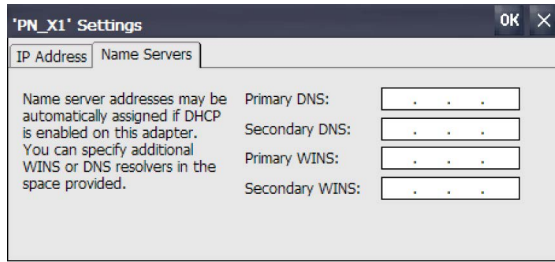 'PN_X1' Settings OK ×
IP Address Name Servers
Name server addresses may be
automatically assigned if DHCP
is enabled on this adapter.
You can specify additional
WINS or DNS resolvers in the
space provided.
Primary DNS: . . .
Secondary DNS: . . .
Primary WINS: . . .
Secondary WINS: . . .